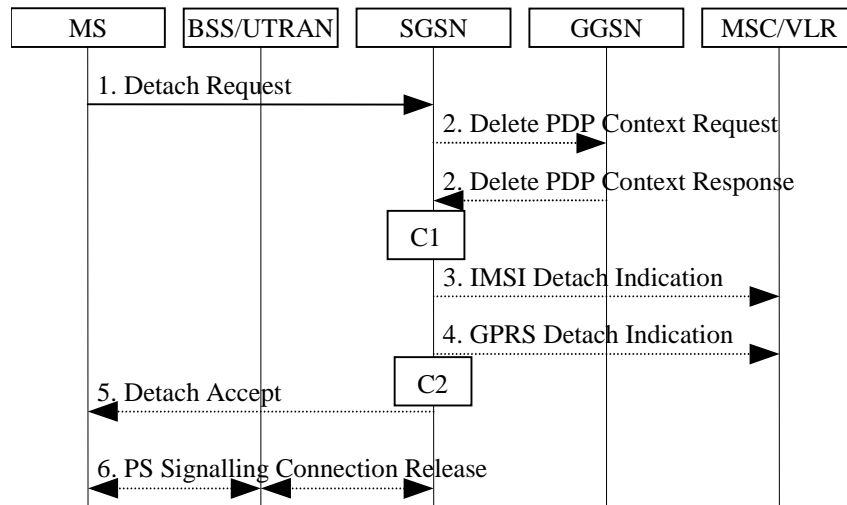 MS BSS/UTRAN SGSN GGSN MSC/VLR
1. Detach Request
2. Delete PDP Context Request
2. Delete PDP Context Response
C1
3. IMSI Detach Indication
4. GPRS Detach Indication
C2
5. Detach Accept
6. PS Signalling Connection Release